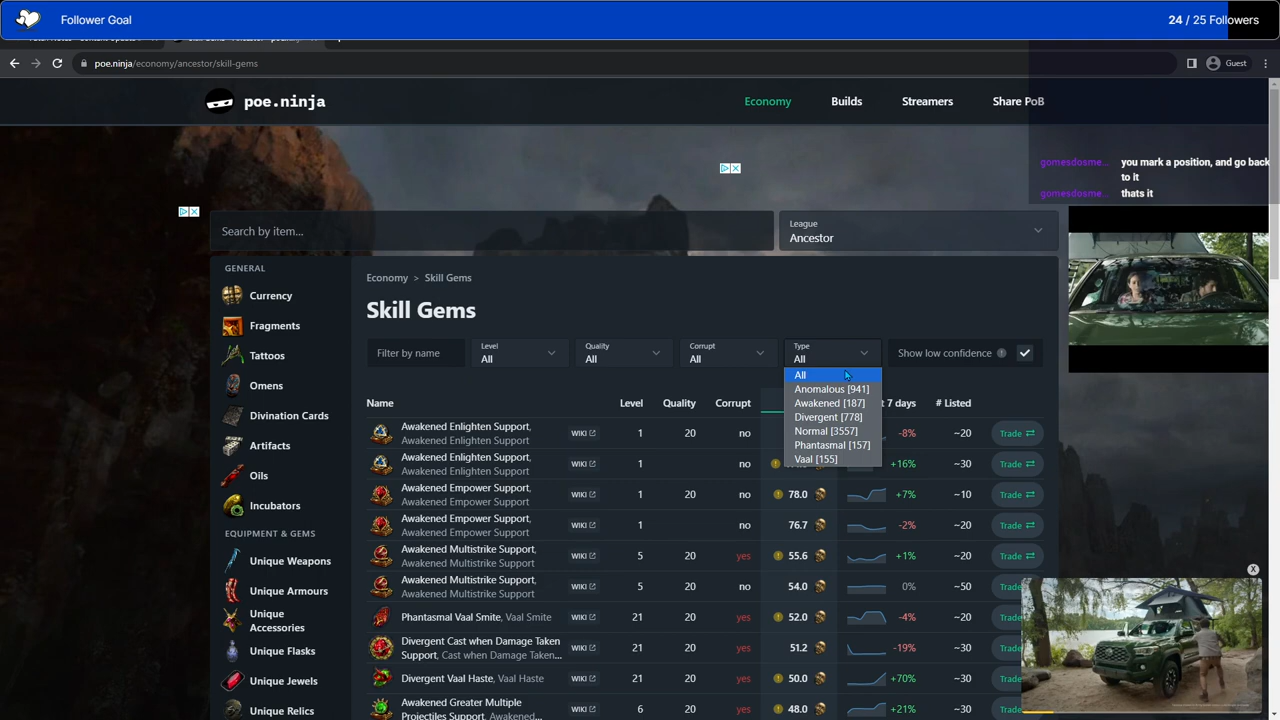 Follower Goal
24 / 25 Followers
poe.ninja/economy/ancestor/skill-gems
Guest
poe.ninja
Economy
Builds
Streamers
Share PoB
gomesdosme... you mark a position, and go back
to it
gomesdosme... thats it
Search by item...
League
Ancestor
GENERAL
Currency
Fragments
Tattoos
Omens
Divination Cards
Artifacts
Oils
Incubators
EQUIPMENT & GEMS
Unique Weapons
Unique Armours
Unique
Accessories
Unique Flasks
Unique Jewels
Unique Relics
Economy > Skill Gems
Skill Gems
Filter by name
Level
All
Quality
All
Corrupt
All
Type
All
Show low confidence
All
Anomalous [941]
Awakened [187]
Divergent [778]
Normal [3557]
Phantasmal [157]
Vaal [155]
Name Level Quality Corrupt 7 days # Listed
Awakened Enlighten Support,
Awakened Enlighten Support
WIKI 1 20 no -8% ~20 Trade
Awakened Enlighten Support,
Awakened Enlighten Support
WIKI 1 20 no +16% ~30 Trade
Awakened Empower Support,
Awakened Empower Support
WIKI 1 20 no 78.0 +7% ~10 Trade
Awakened Empower Support,
Awakened Empower Support
WIKI 1 20 no 76.7 -2% ~20 Trade
Awakened Multistrike Support,
Awakened Multistrike Support
WIKI 5 20 yes 55.6 +1% ~20 Trade
Awakened Multistrike Support,
Awakened Multistrike Support
WIKI 5 20 no 54.0 0% ~50 Trade
Phantasmal Vaal Smite, Vaal Smite WIKI 21 20 yes 52.0 -4% ~20 Trade
Divergent Cast when Damage Taken
Support, Cast when Damage Taken...
WIKI 21 20 yes 51.2 -19% ~30 Trade
Divergent Vaal Haste, Vaal Haste WIKI 21 20 yes 50.0 +70% ~30 Trade
Awakened Greater Multiple
Projectiles Support, Awakened...
WIKI 6 20 yes 48.0 +21% ~30 Trade